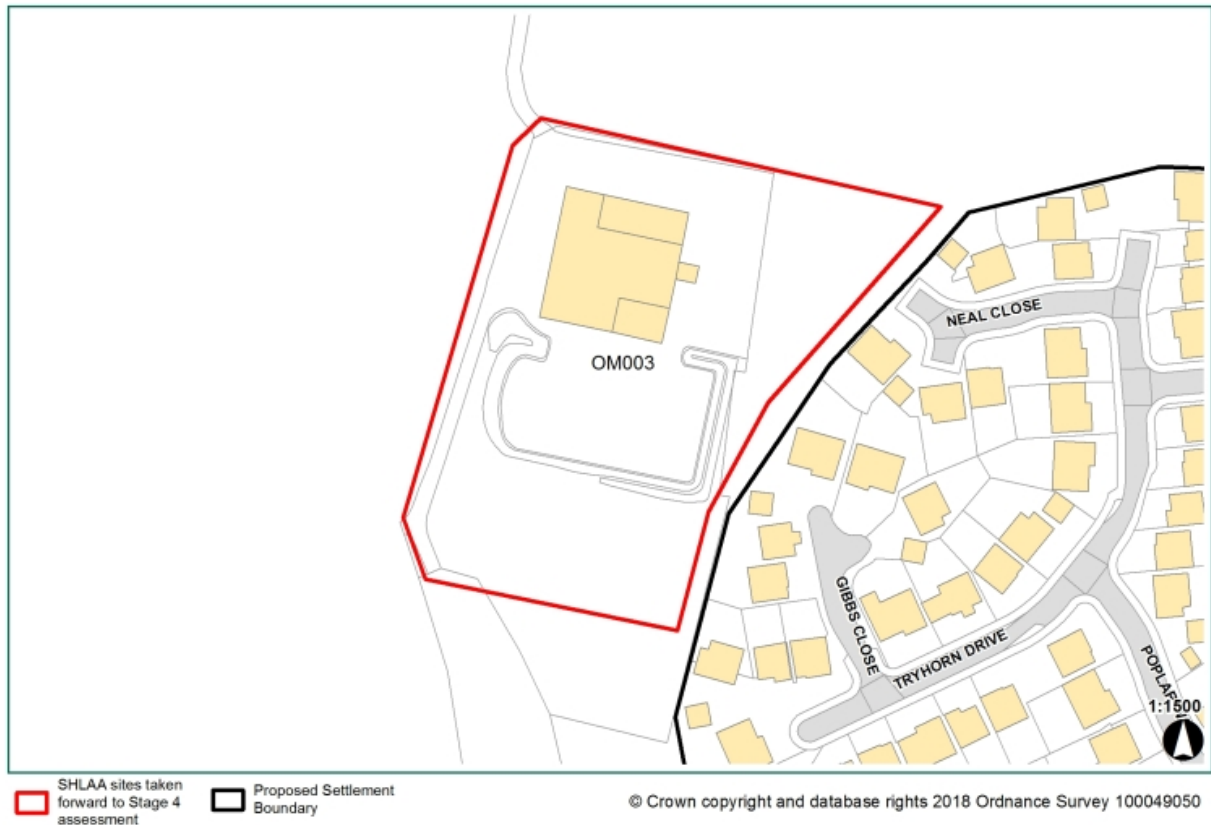 NEAL CLOSE
OM003
GIBBS CLOSE
TRYHORN DRIVE
1:1500
SHLAA sites taken
forward to Stage 4
assessment
Proposed Settlement
Boundary
© Crown copyright and database rights 2018 Ordnance Survey 100049050